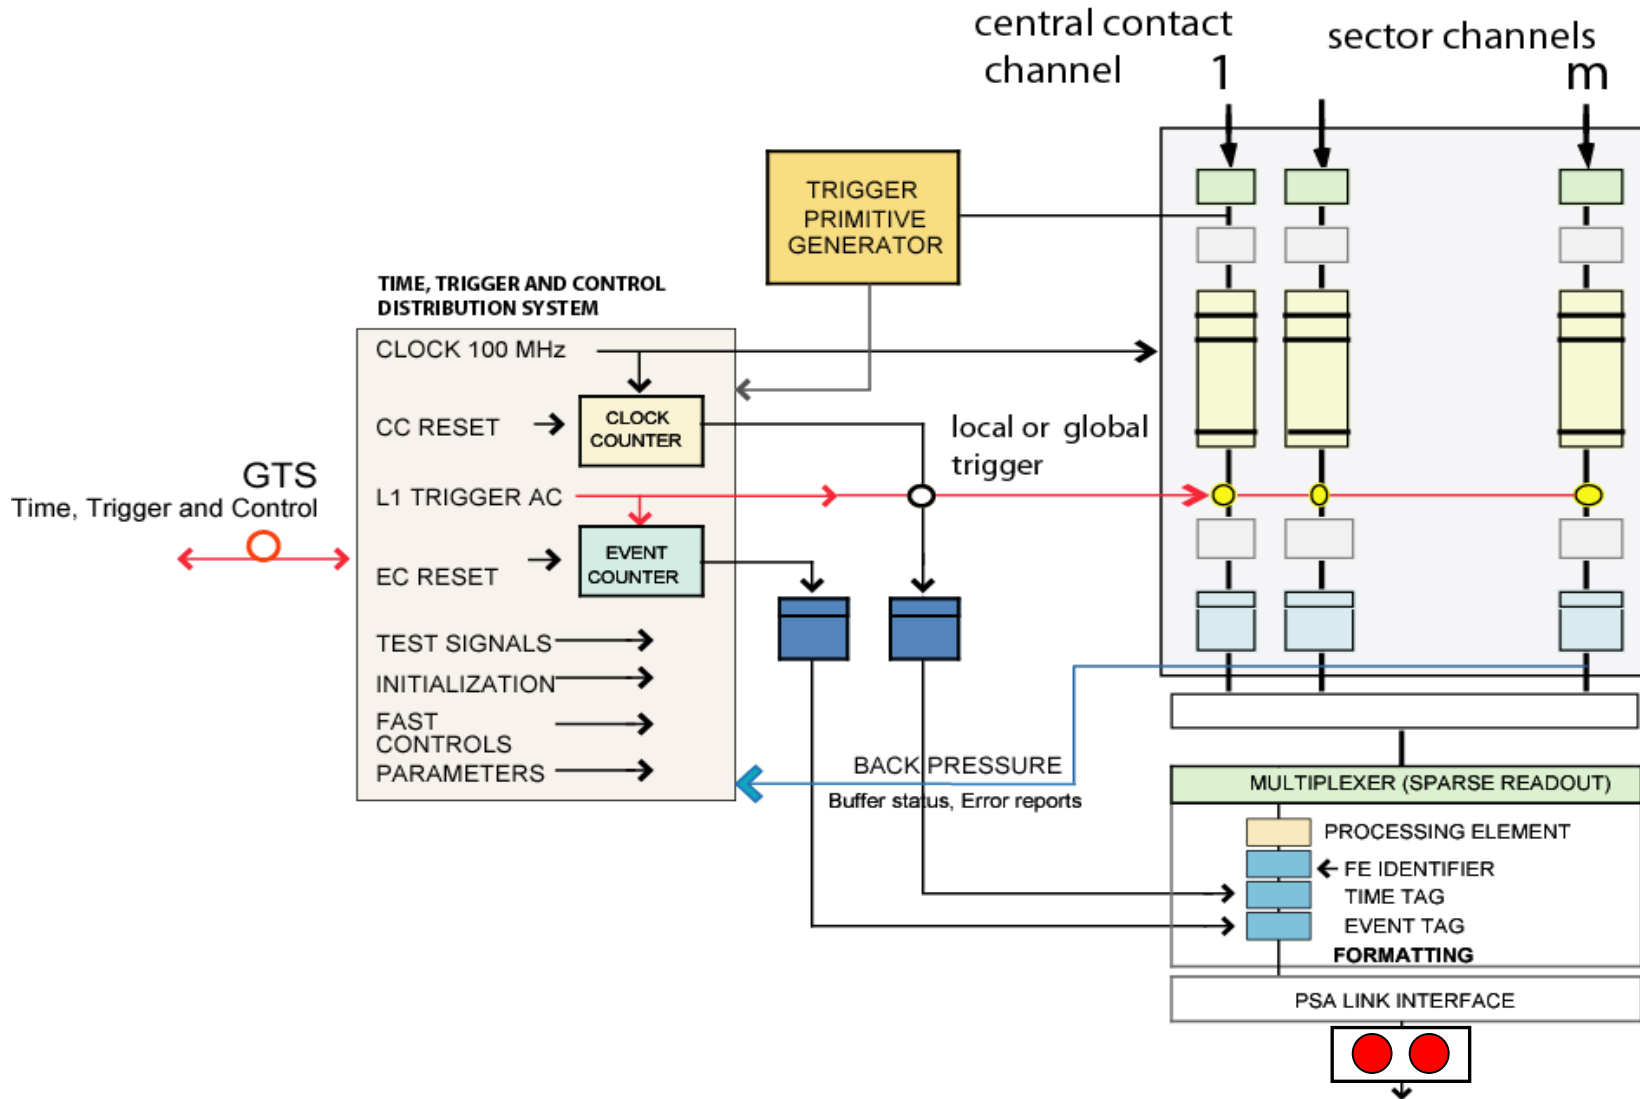 central contact
channel
1
sector channels
m
TRIGGER
PRIMITIVE
GENERATOR
TIME, TRIGGER AND CONTROL
DISTRIBUTION SYSTEM
CLOCK 100 MHz
CC RESET
CLOCK
COUNTER
local or global
trigger
GTS
Time, Trigger and Control
L1 TRIGGER AC
EC RESET
EVENT
COUNTER
TEST SIGNALS
INITIALIZATION
FAST
CONTROLS
PARAMETERS
BACK PRESSURE
Buffer status, Error reports
MULTIPLEXER (SPARSE READOUT)
PROCESSING ELEMENT
FE IDENTIFIER
TIME TAG
EVENT TAG
FORMATTING
PSA LINK INTERFACE